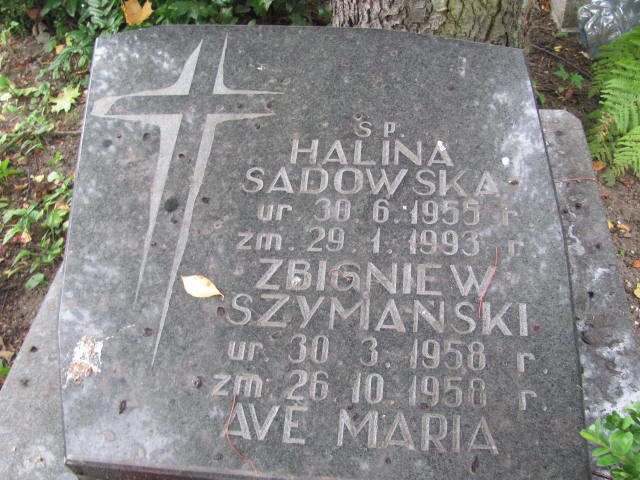 Ś.P.
HALINA
SADOWSKA
ur. 30.6.1955 r.
zm. 29.1.1993 r.
ZBIGNIEW
SZYMAŃSKI
ur. 30.3.1958 r.
zm. 26.10.1958 r.
AVE MARIA